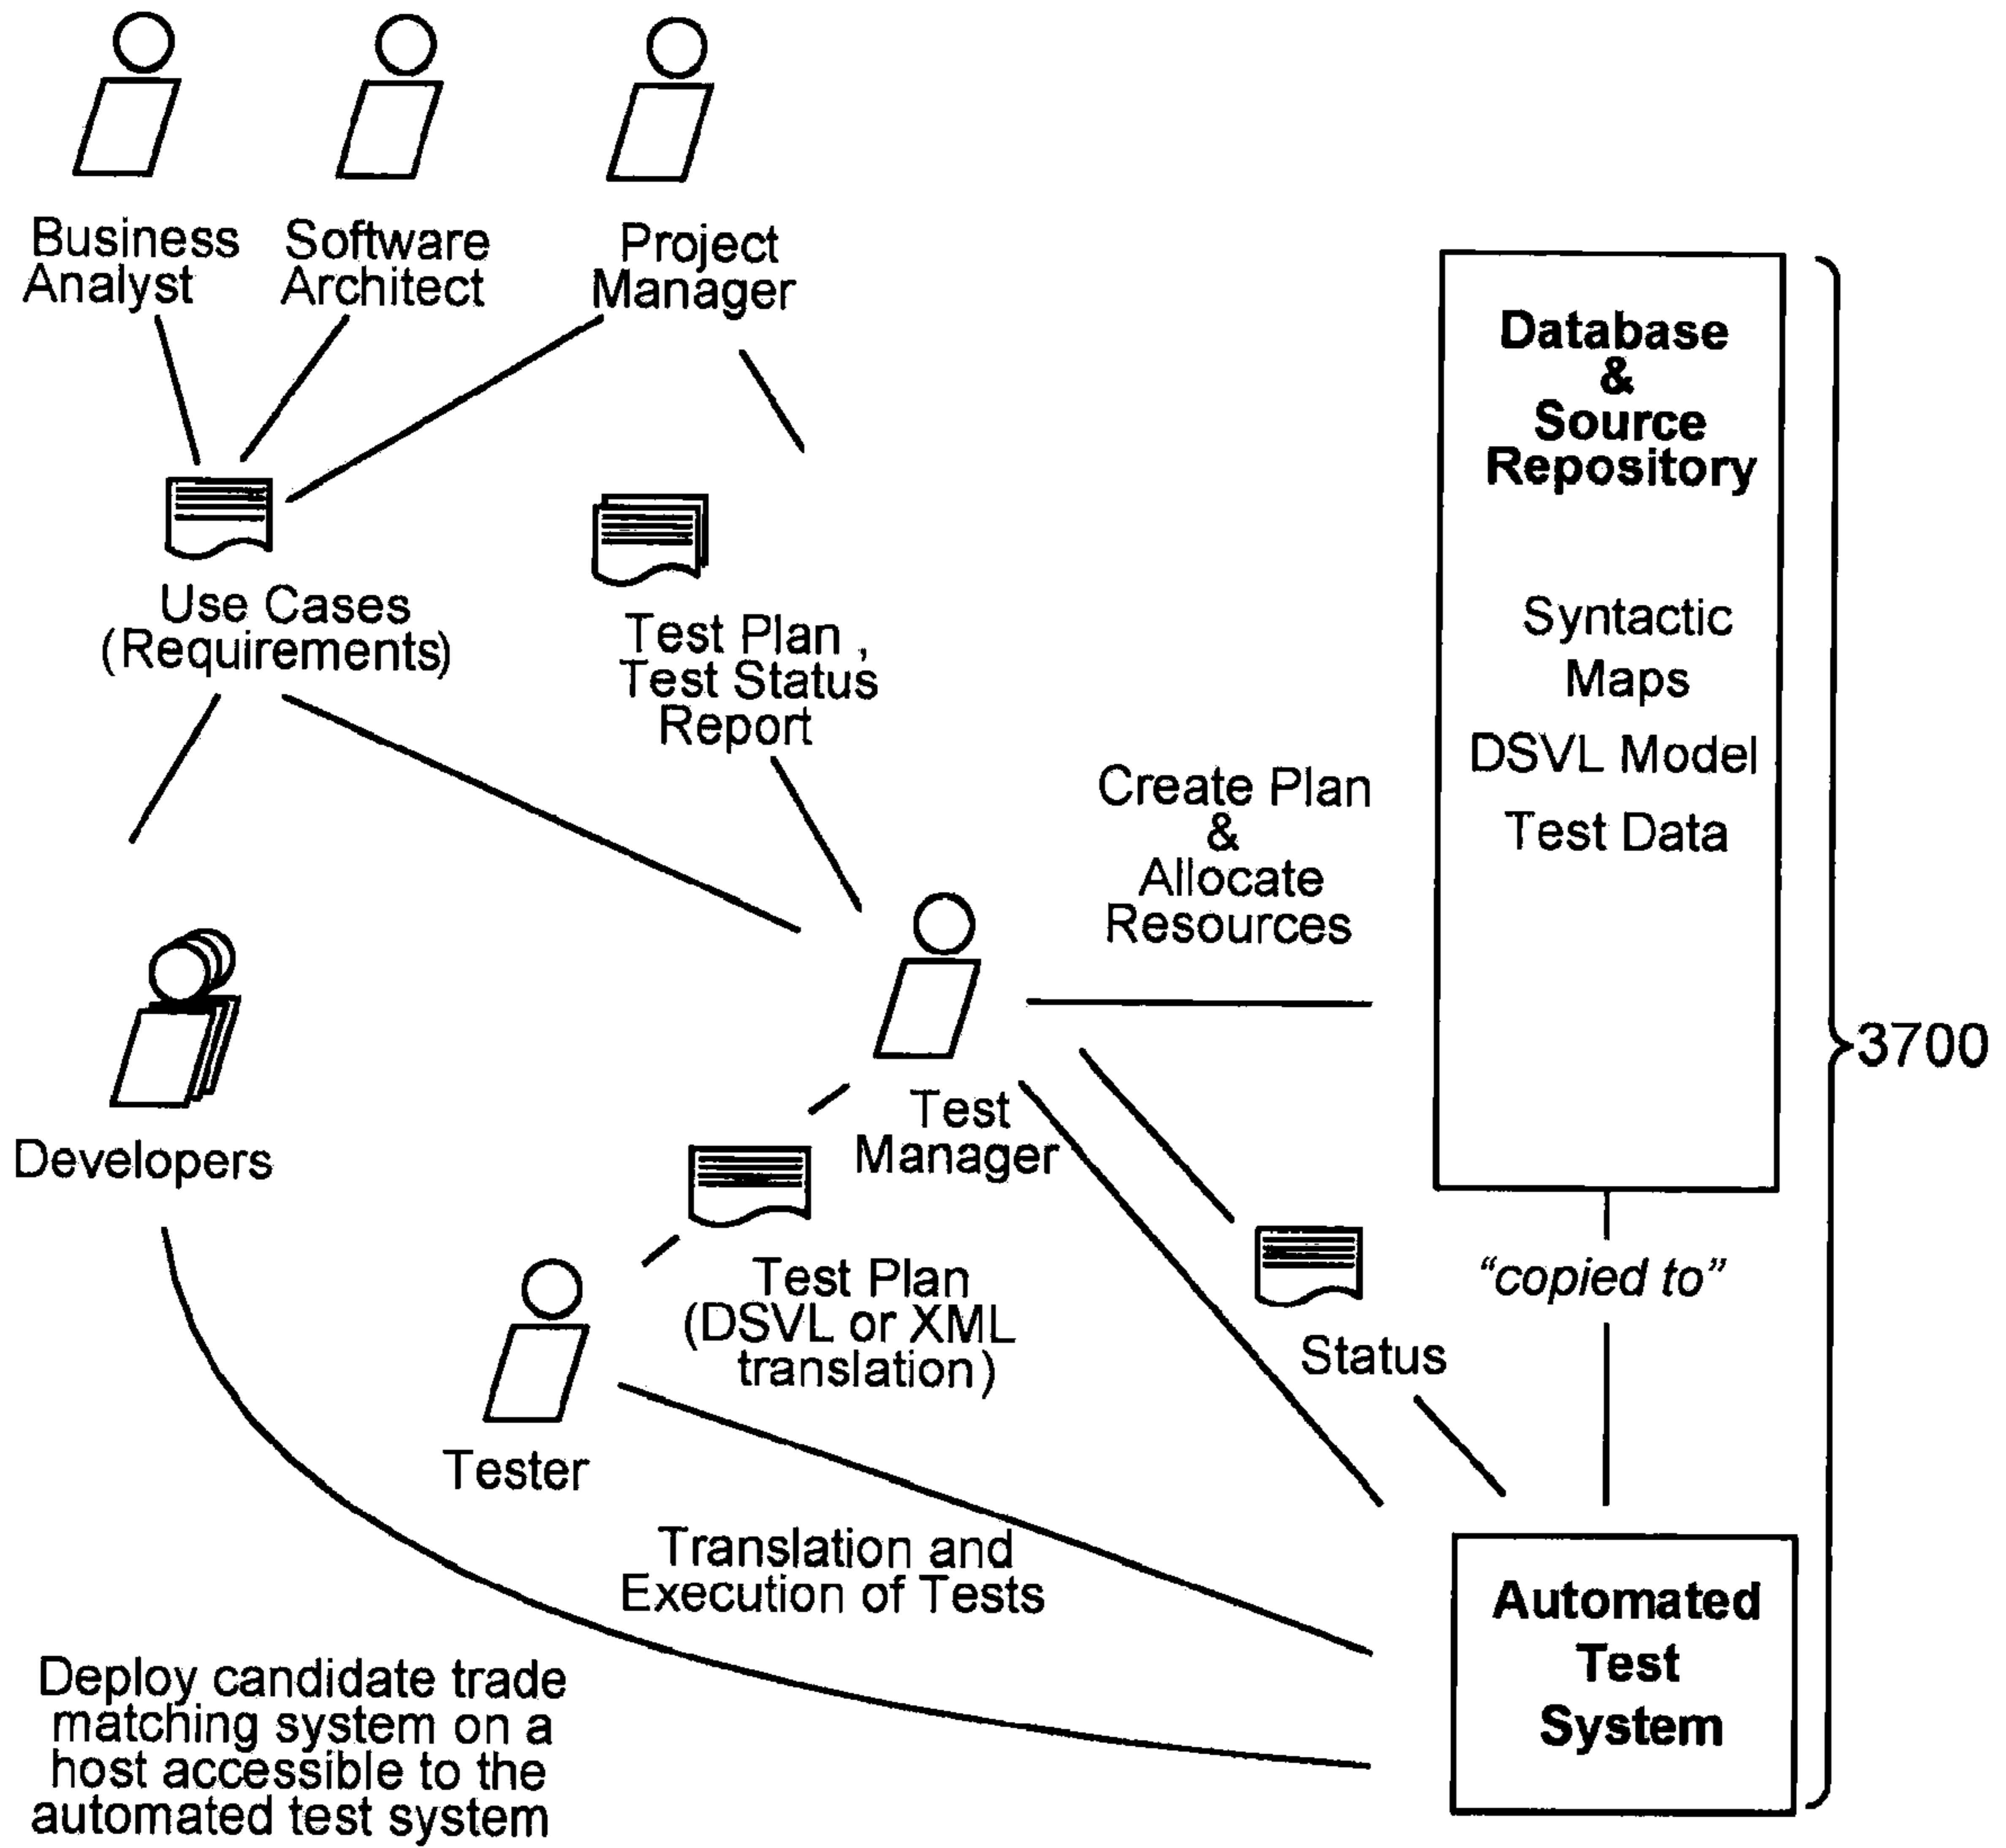 Business
Analyst
Software
Architect
Project
Manager
Use Cases
(Requirements)
Test Plan ,
Test Status
Report
Create Plan
&
Allocate
Resources
Database
&
Source
Repository
Syntactic
Maps
DSVL Model
Test Data
3700
Developers
Test
Manager
Test Plan
(DSVL or XML
translation)
Tester
Status
“copied to”
Translation and
Execution of Tests
Automated
Test
System
Deploy candidate trade
matching system on a
host accessible to the
automated test system